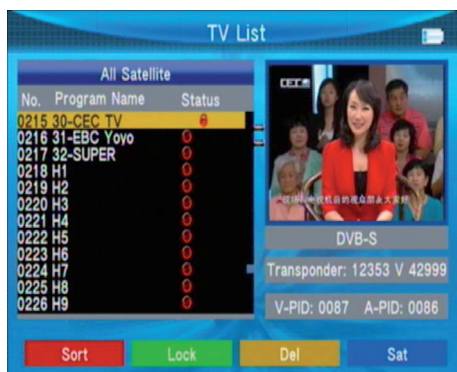 TV List
All Satellite
No. Program Name Status
0215 30-CEC TV
0216 31-EBC Yoyo
0217 32-SUPER
0218 H1
0219 H2
0220 H3
0221 H4
0222 H5
0223 H6
0224 H7
0225 H8
0226 H9
DVB-S
Transponder: 12353 V 42999
V-PID: 0087 A-PID: 0086
Sort Lock Del Sat